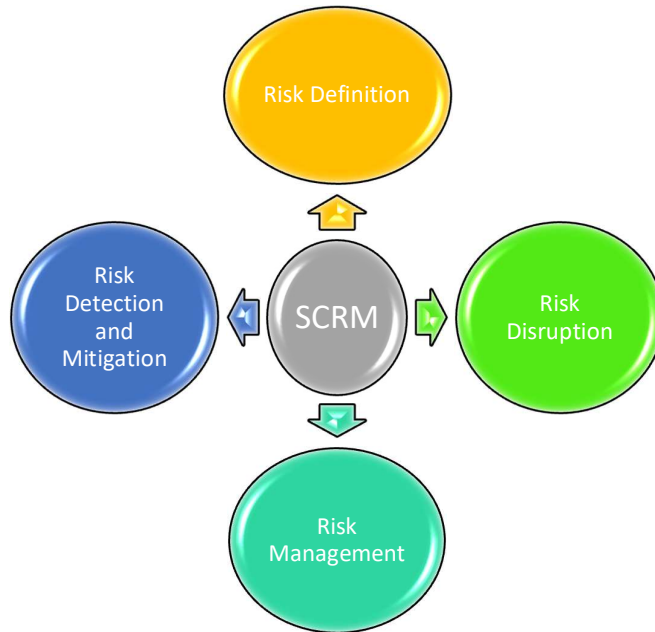 Risk Definition
Risk
Detection
and
Mitigation
SCRM
Risk
Disruption
Risk
Management